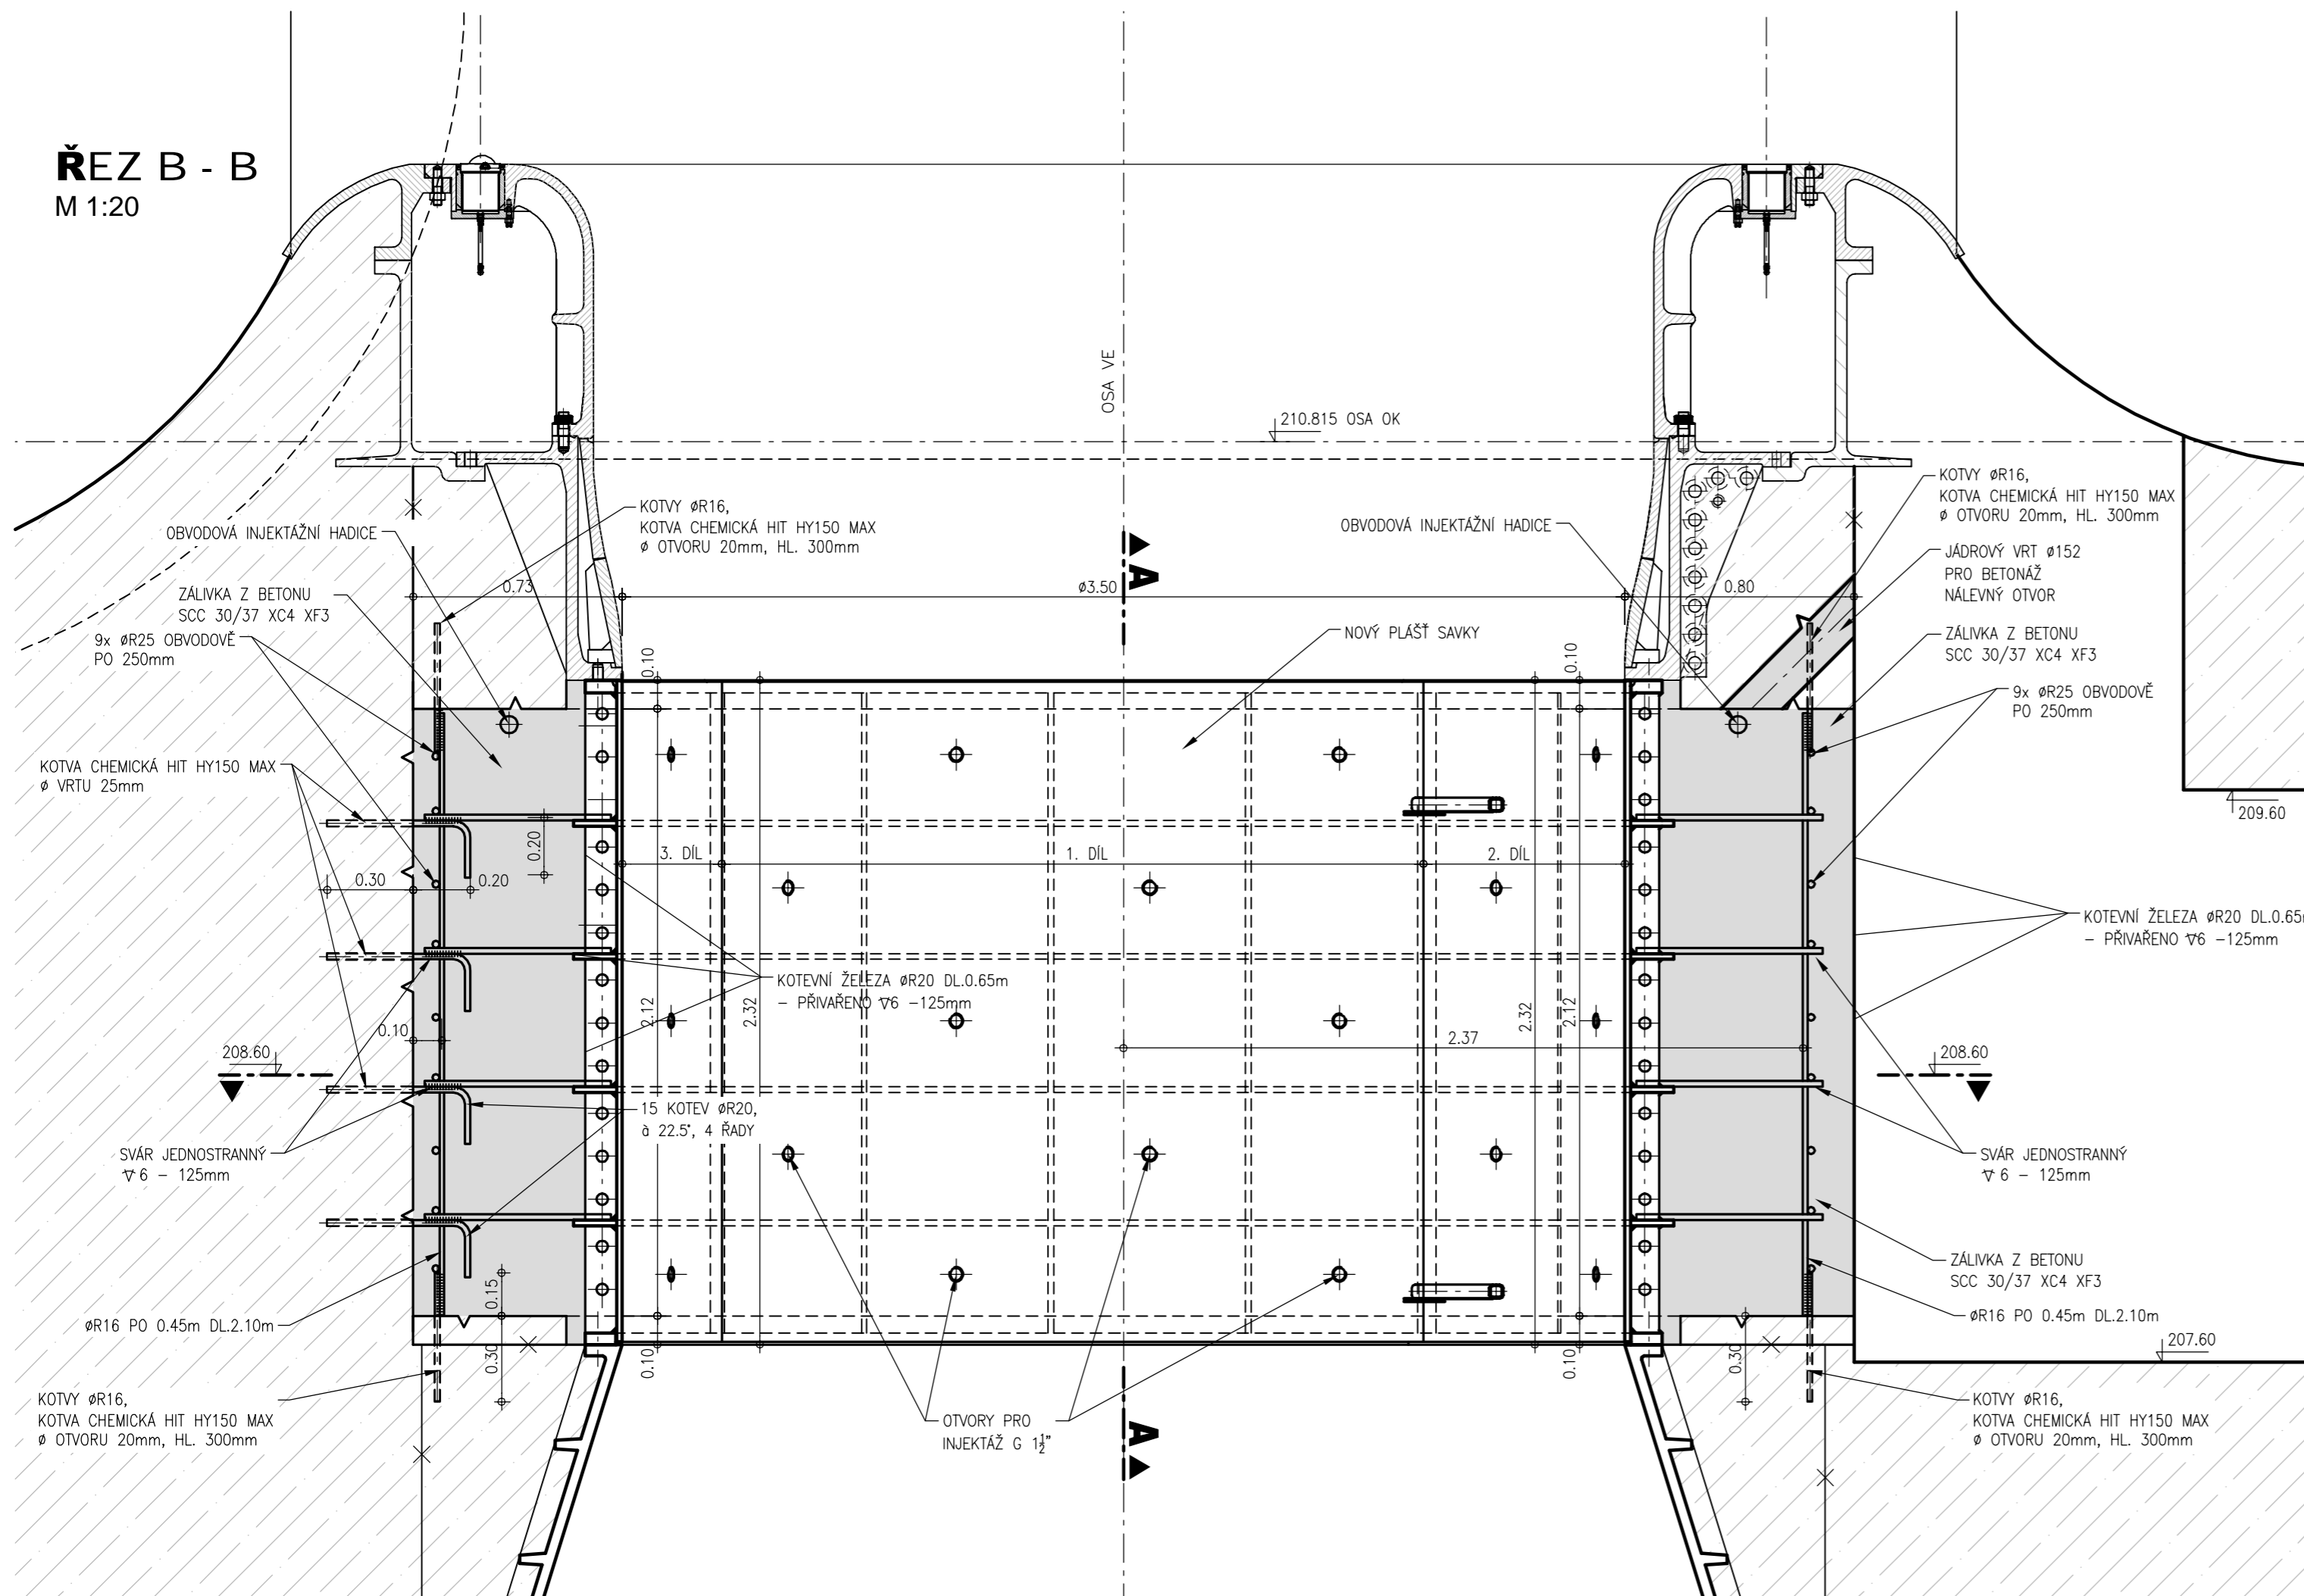 ŘEZ B - B
M 1:20
OSA VE
210.815 OSA OK
KOTVY øR16,
KOTVA CHEMICKÁ HIT HY150 MAX
ø OTVORU 20mm, HL. 300mm
OBVODOVÁ INJEKTÁŽNÍ HADICE
ZÁLIVKA Z BETONU
SCC 30/37 XC4 XF3
9x øR25 OBVODOVĚ
PO 250mm
KOTVA CHEMICKÁ HIT HY150 MAX
ø VRTU 25mm
0.73
ø3.50
0.80
A
OBVODOVÁ INJEKTÁŽNÍ HADICE
KOTVY øR16,
KOTVA CHEMICKÁ HIT HY150 MAX
ø OTVORU 20mm, HL. 300mm
JÁDROVÝ VRT ø152
PRO BETONÁŽ
NÁLEVNÝ OTVOR
ZÁLIVKA Z BETONU
SCC 30/37 XC4 XF3
9x øR25 OBVODOVĚ
PO 250mm
NOVÝ PLÁŠŤ SAVKY
0.10
0.10
209.60
0.20
3. DÍL
1. DÍL
2. DÍL
0.30
0.20
KOTEVNÍ ŽELEZA øR20 DL.0.65m
- PŘIVAŘENO ∇6 -125mm
KOTEVNÍ ŽELEZA øR20 DL.0.65
- PŘIVAŘENO ∇6 -125mm
2.12
2.32
2.32
2.12
0.10
2.37
208.60
208.60
15 KOTEV øR20,
à 22.5°, 4 ŘADY
SVÁR JEDNOSTRANNÝ
∇ 6 - 125mm
SVÁR JEDNOSTRANNÝ
∇ 6 - 125mm
0.15
ZÁLIVKA Z BETONU
SCC 30/37 XC4 XF3
øR16 PO 0.45m DL.2.10m
øR16 PO 0.45m DL.2.10m
207.60
0.30
0.10
0.10
0.30
KOTVY øR16,
KOTVA CHEMICKÁ HIT HY150 MAX
ø OTVORU 20mm, HL. 300mm
OTVORY PRO
INJEKTÁŽ G 1½"
A
KOTVY øR16,
KOTVA CHEMICKÁ HIT HY150 MAX
ø OTVORU 20mm, HL. 300mm